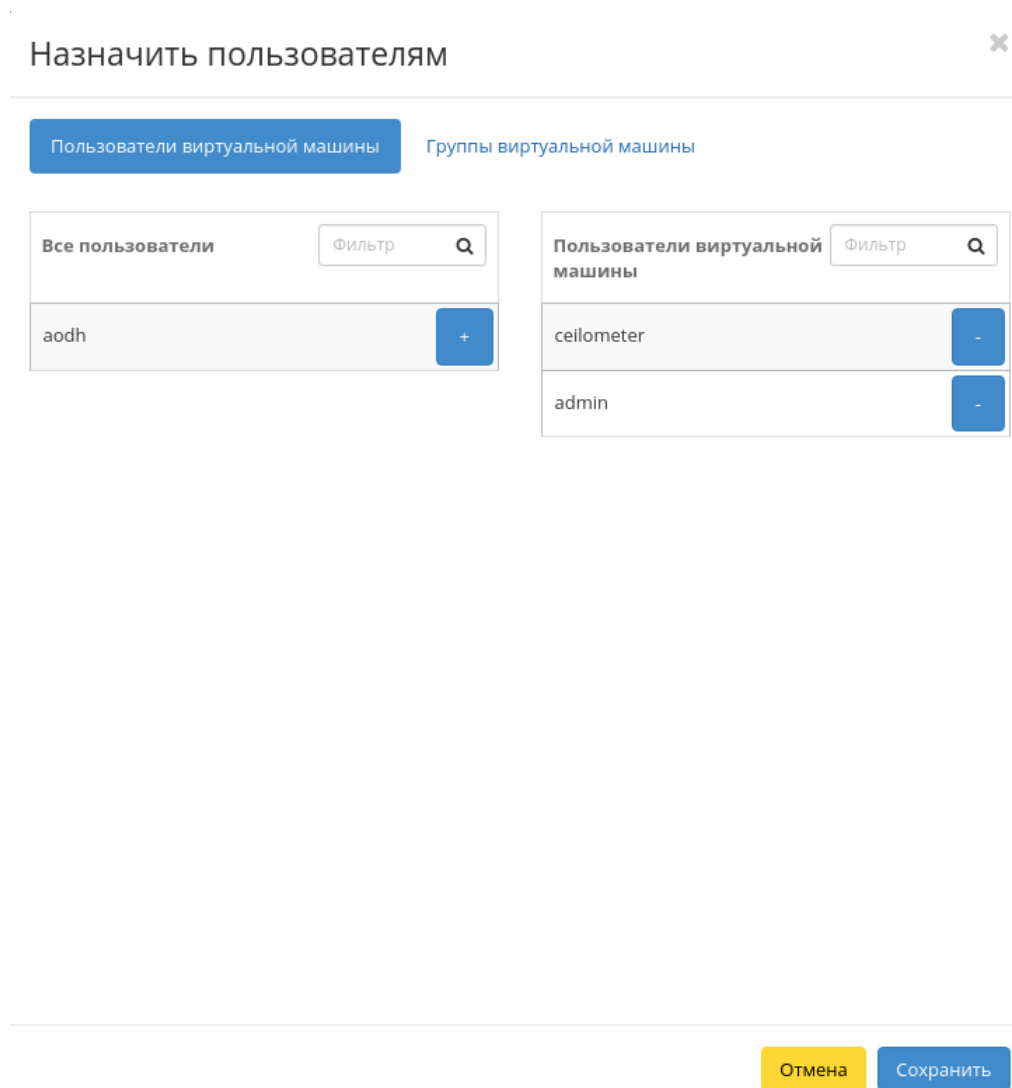 Назначить пользователям
Пользователи виртуальной машины
Группы виртуальной машины
Все пользователи
Фильтр
aodh
+
Пользователи виртуальной
машины
Фильтр
ceilometer
-
admin
-
Отмена
Сохранить